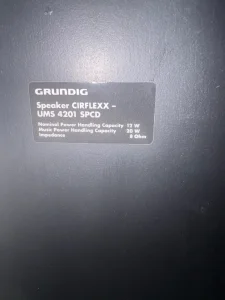 GRUNDIG
Speaker CIRFLEXX –
UMS 4201 SPCD
Nominal Power Handling Capacity 15 W
Music Power Handling Capacity 30 W
Impedance 8 Ohm